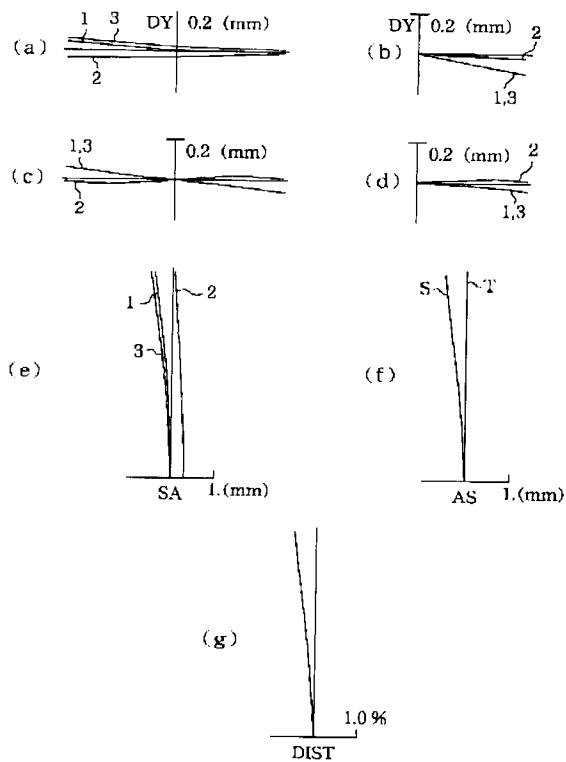 1 3 DY 0.2 (mm)
(a)
2
DY 0.2 (mm)
2
(b)
1,3
0.2 (mm)
1,3
(c)
2
0.2 (mm)
2
(d)
1,3
1 2
3
(e)
SA 1.(mm)
S T
(f)
AS 1.(mm)
(g)
1.0 %
DIST